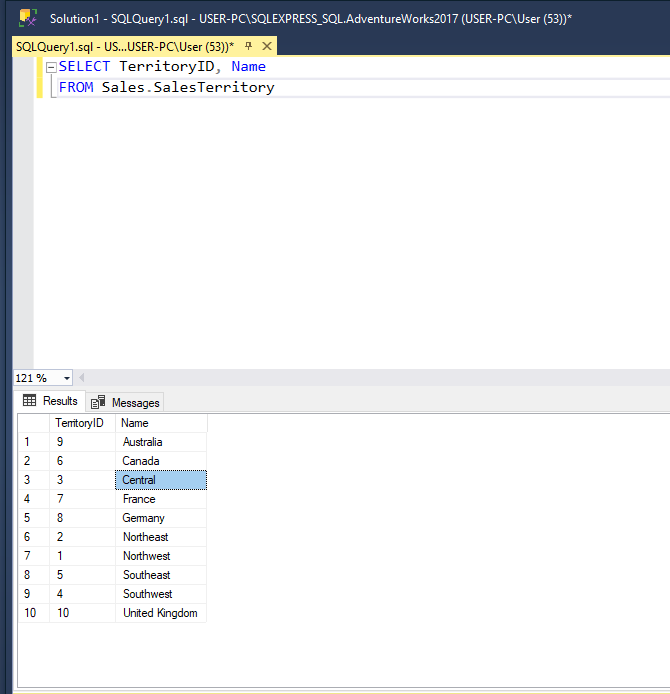 Solution1 - SQLQuery1.sql - USER-PC\SQLEXPRESS_SQL.AdventureWorks2017 (USER-PC\User (53))*
SQLQuery1.sql - US...USER-PC\User (53))*
SELECT TerritoryID, Name
FROM Sales.SalesTerritory
121 %
Results Messages
TerritoryID Name
1 9 Australia
2 6 Canada
3 3 Central
4 7 France
5 8 Germany
6 2 Northeast
7 1 Northwest
8 5 Southeast
9 4 Southwest
10 10 United Kingdom